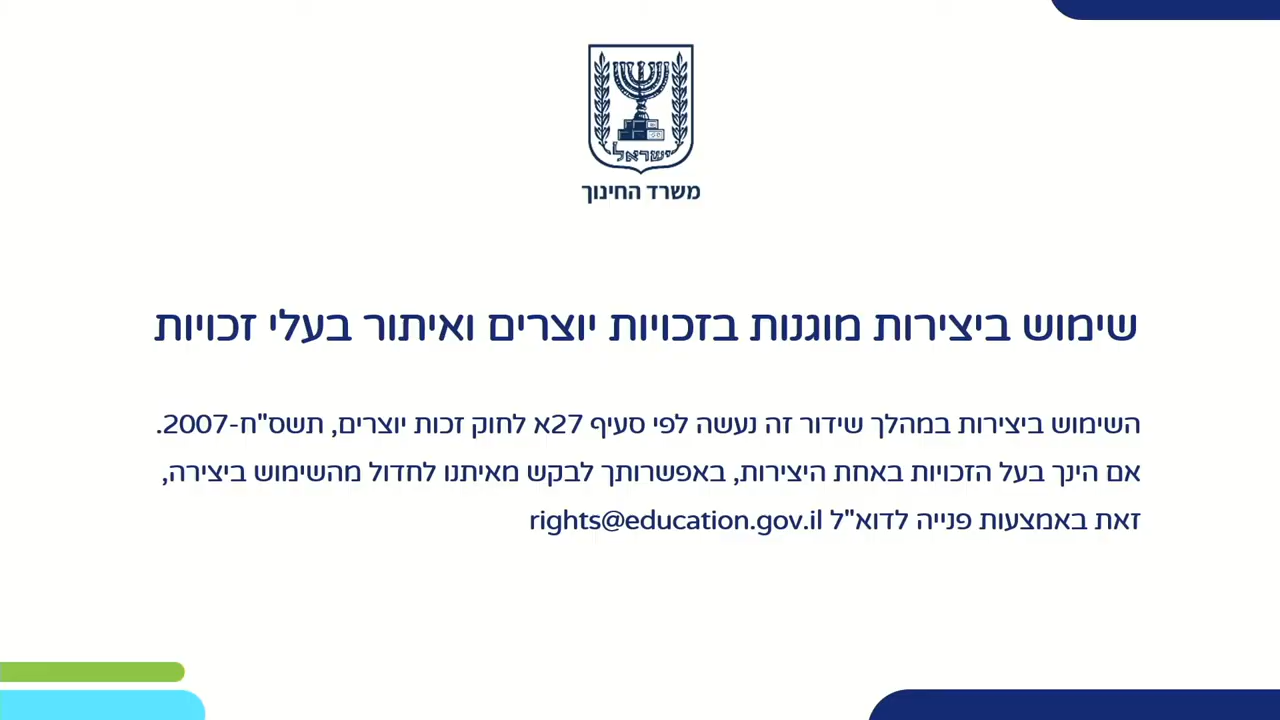 ישראל
משרד החינוך
שימוש ביצירות מוגנות בזכויות יוצרים ואיתור בעלי זכויות
השימוש ביצירות במהלך שידור זה נעשה לפי סעיף 27א לחוק זכות יוצרים, תשס"ח-2007.
אם הינך בעל הזכויות באחת היצירות, באפשרותך לבקש מאיתנו לחדול מהשימוש ביצירה,
זאת באמצעות פנייה לדוא"ל rights@education.gov.il